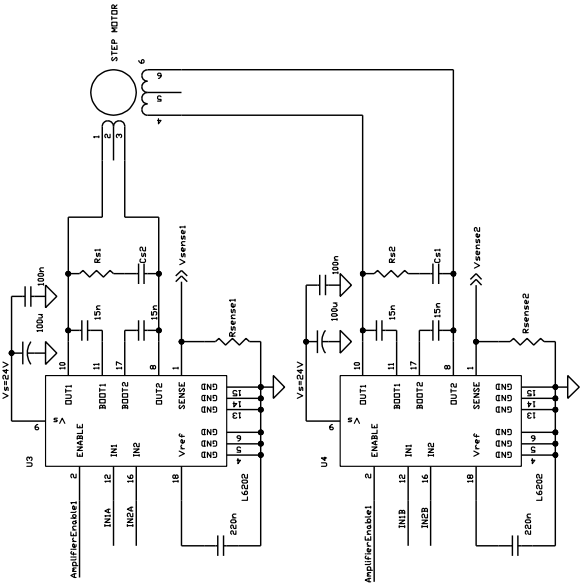 STEP MOTOR
6
6
5
4
1
2
3
Rs1
Cs2
Vsense1
Rs2
Cs1
Vsense2
100n
100u
15n
15n
Rsense1
100n
100u
15n
15n
Rsense2
Vs=24V
10
11
17
8
1
Vs=24V
10
11
17
8
1
OUT1
BOOT1
BOOT2
OUT2
SENSE
GND
15
GND
14
GND
13
OUT1
BOOT1
BOOT2
OUT2
SENSE
GND
15
GND
14
GND
13
9
Vs
ENABLE
IN1
IN2
Vref
GND
6
GND
5
GND
4
9
Vs
ENABLE
IN1
IN2
Vref
GND
6
GND
5
GND
4
U3
2
12
16
18
L6202
U4
2
12
16
18
L6202
AmplifierEnable1
IN1A
IN2A
220n
AmplifierEnable1
IN1B
IN2B
220n